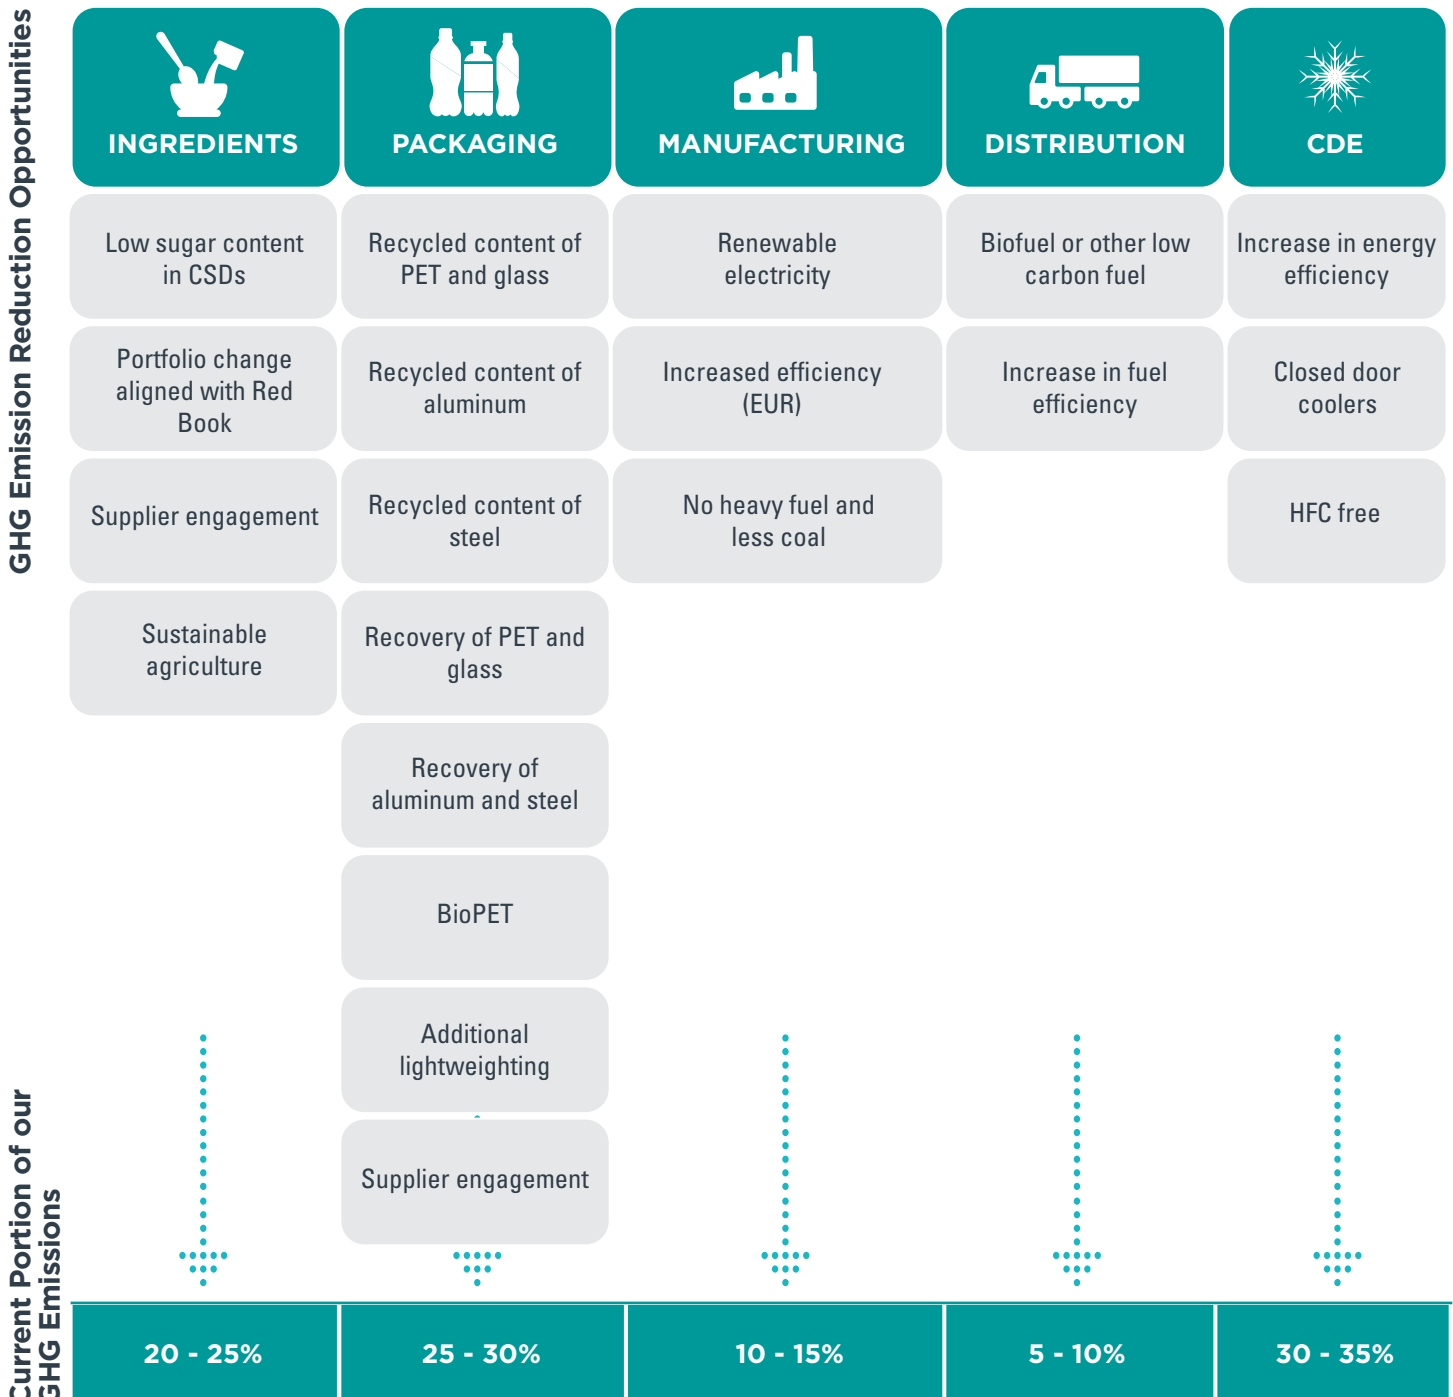 GHG Emission Reduction Opportunities
INGREDIENTS
PACKAGING
MANUFACTURING
DISTRIBUTION
CDE
Low sugar content
in CSDs
Recycled content of
PET and glass
Renewable
electricity
Biofuel or other low
carbon fuel
Increase in energy
efficiency
Portfolio change
aligned with Red
Book
Recycled content of
aluminum
Increased efficiency
(EUR)
Increase in fuel
efficiency
Closed door
coolers
Supplier engagement
Recycled content of
steel
No heavy fuel and
less coal
HFC free
Sustainable
agriculture
Recovery of PET and
glass
Recovery of
aluminum and steel
BioPET
Additional
lightweighting
Supplier engagement
Current Portion of our
GHG Emissions
20 - 25%
25 - 30%
10 - 15%
5 - 10%
30 - 35%